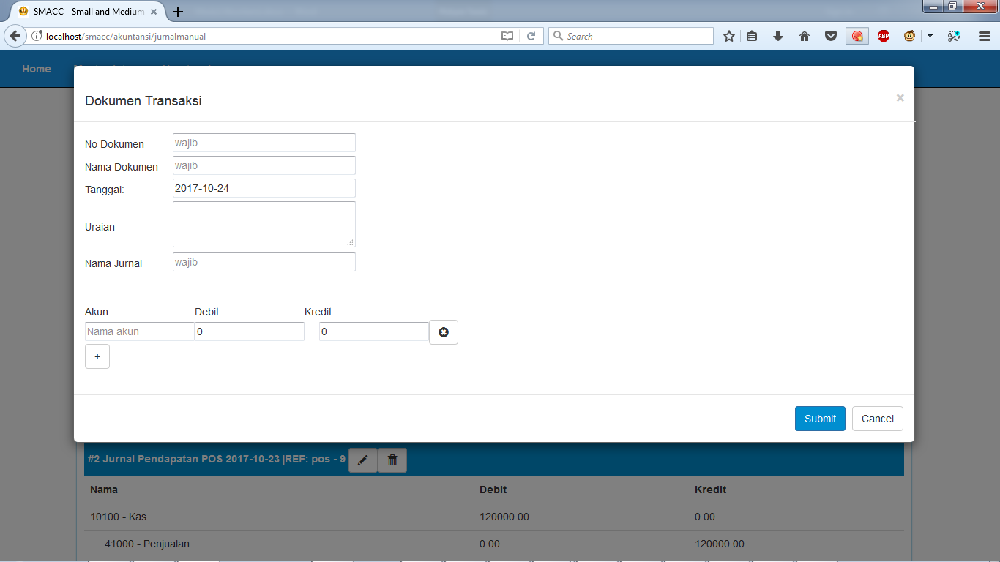 SMACC - Small and Medium
localhost/smacc/akuntansi/jurnalmanual
Search
ABP
Home
Dokumen Transaksi
No Dokumen wajib
Nama Dokumen wajib
Tanggal: 2017-10-24
Uraian
Nama Jurnal wajib
Akun Debit Kredit
Nama akun 0 0
+
Submit Cancel
#2 Jurnal Pendapatan POS 2017-10-23 |REF: pos - 9
Nama Debit Kredit
10100 - Kas 120000.00 0.00
41000 - Penjualan 0.00 120000.00